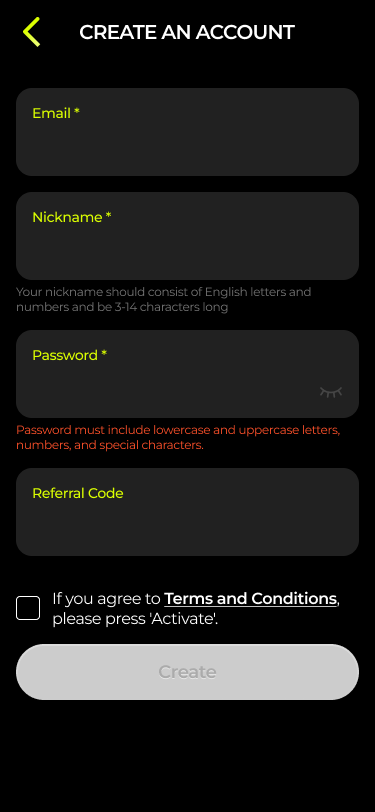 CREATE AN ACCOUNT
Email *
Nickname *
Your nickname should consist of English letters and
numbers and be 3-14 characters long
Password *
Password must include lowercase and uppercase letters,
numbers, and special characters.
Referral Code
If you agree to Terms and Conditions,
please press 'Activate'.
Create